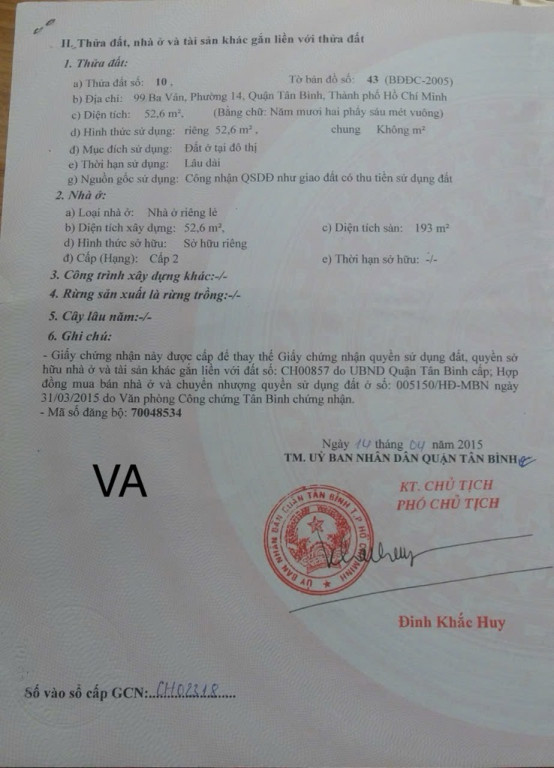 II. Thửa đất, nhà ở và tài sản khác gắn liền với thửa đất
1. Thửa đất:
a) Thửa đất số: 10 , Tờ bản đồ số: 43 (BĐĐC-2005)
b) Địa chỉ: 99 Ba Vân, Phường 14, Quận Tân Bình, Thành phố Hồ Chí Minh
c) Diện tích: 52,6 m², (Bằng chữ: Năm mươi hai phẩy sáu mét vuông)
d) Hình thức sử dụng: riêng 52,6 m² , chung Không m²
đ) Mục đích sử dụng: Đất ở tại đô thị
e) Thời hạn sử dụng: Lâu dài
g) Nguồn gốc sử dụng: Công nhận QSDĐ như giao đất có thu tiền sử dụng đất
2. Nhà ở:
a) Loại nhà ở: Nhà ở riêng lẻ
b) Diện tích xây dựng: 52,6 m², c) Diện tích sàn: 193 m²
d) Hình thức sở hữu: Sở hữu riêng
đ) Cấp (Hạng): Cấp 2 e) Thời hạn sở hữu: -/-
3. Công trình xây dựng khác:-/-
4. Rừng sản xuất là rừng trồng:-/-
5. Cây lâu năm:-/-
6. Ghi chú:
- Giấy chứng nhận này được cấp để thay thế Giấy chứng nhận quyền sử dụng đất, quyền sở
hữu nhà ở và tài sản khác gắn liền với đất số: CH00857 do UBND Quận Tân Bình cấp; Hợp
đồng mua bán nhà ở và chuyển nhượng quyền sử dụng đất ở số: 005150/HĐ-MBN ngày
31/03/2015 do Văn phòng Công chứng Tân Bình chứng nhận.
- Mã số đăng bộ: 70048534
Ngày 14 tháng 04 năm 2015
TM. UỶ BAN NHÂN DÂN QUẬN TÂN BÌNH
KT. CHỦ TỊCH
PHÓ CHỦ TỊCH
VA
ỦY BAN NHÂN DÂN QUẬN TÂN BÌNH T.P HỒ CHÍ MINH
Đinh Khắc Huy
Số vào sổ cấp GCN:..CH02318..